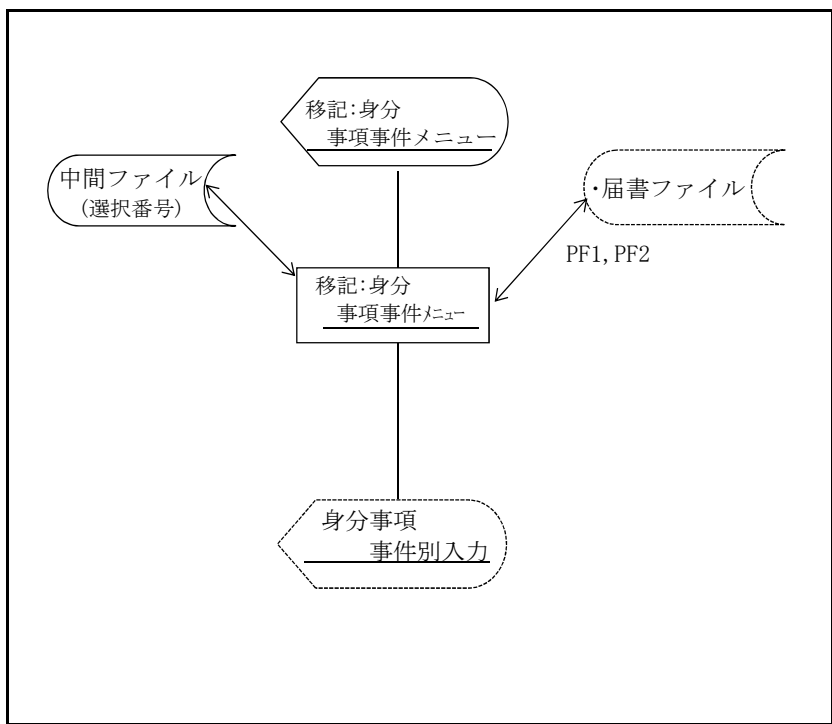 移記:身分
事項事件メニュー
中間ファイル
(選択番号)
・届書ファイル
PF1, PF2
移記:身分
事項事件ﾒﾆｭｰ
身分事項
事件別入力